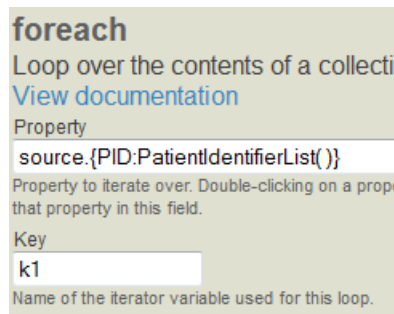 foreach
Loop over the contents of a collecti
View documentation
Property
source.{PID:PatientIdentifierList()}
Property to iterate over. Double-clicking on a prope
that property in this field.
Key
k1
Name of the iterator variable used for this loop.